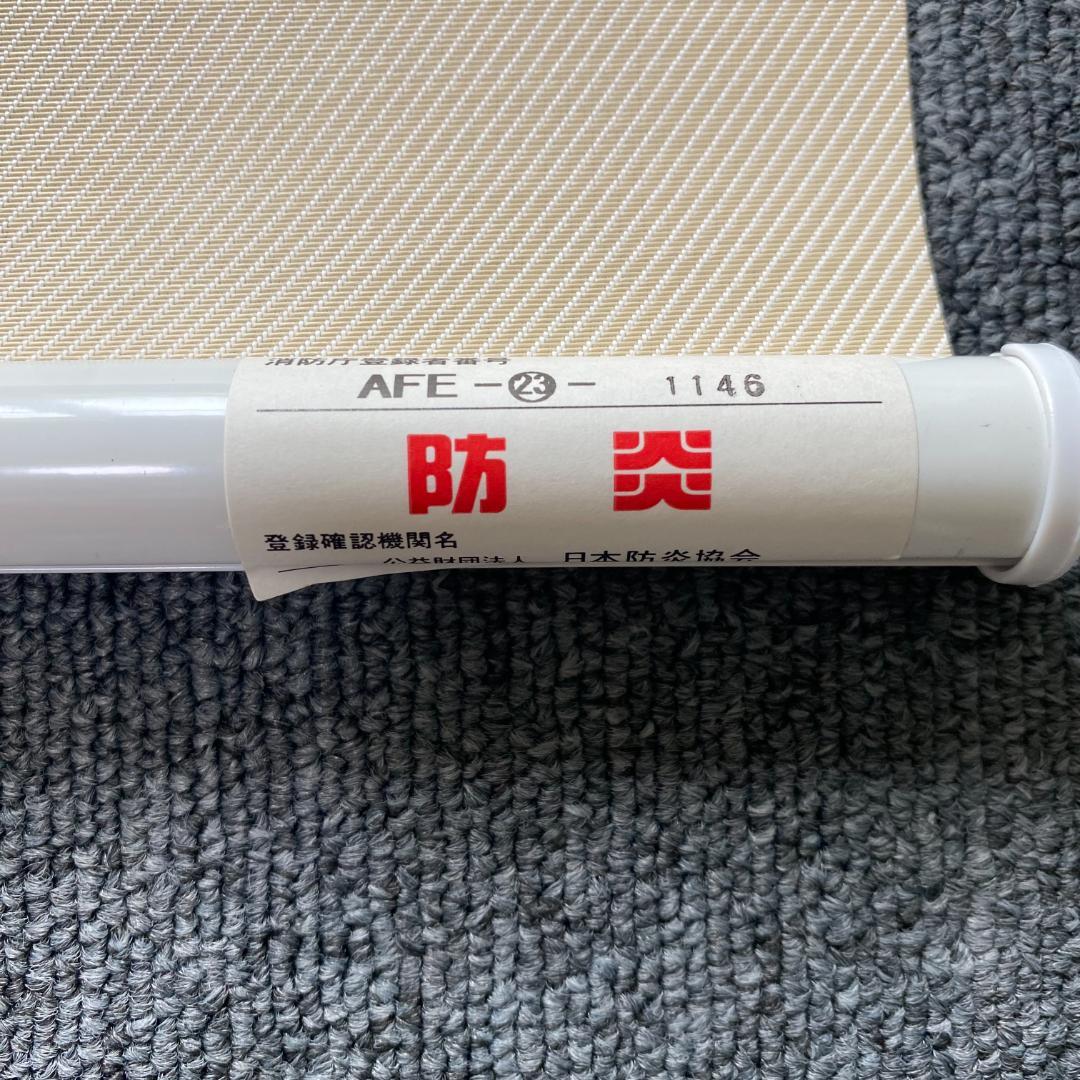 消防庁登録者番号
AFE-㉓- 1146
防炎
登録確認機関名
公益財団法人 日本防炎協会